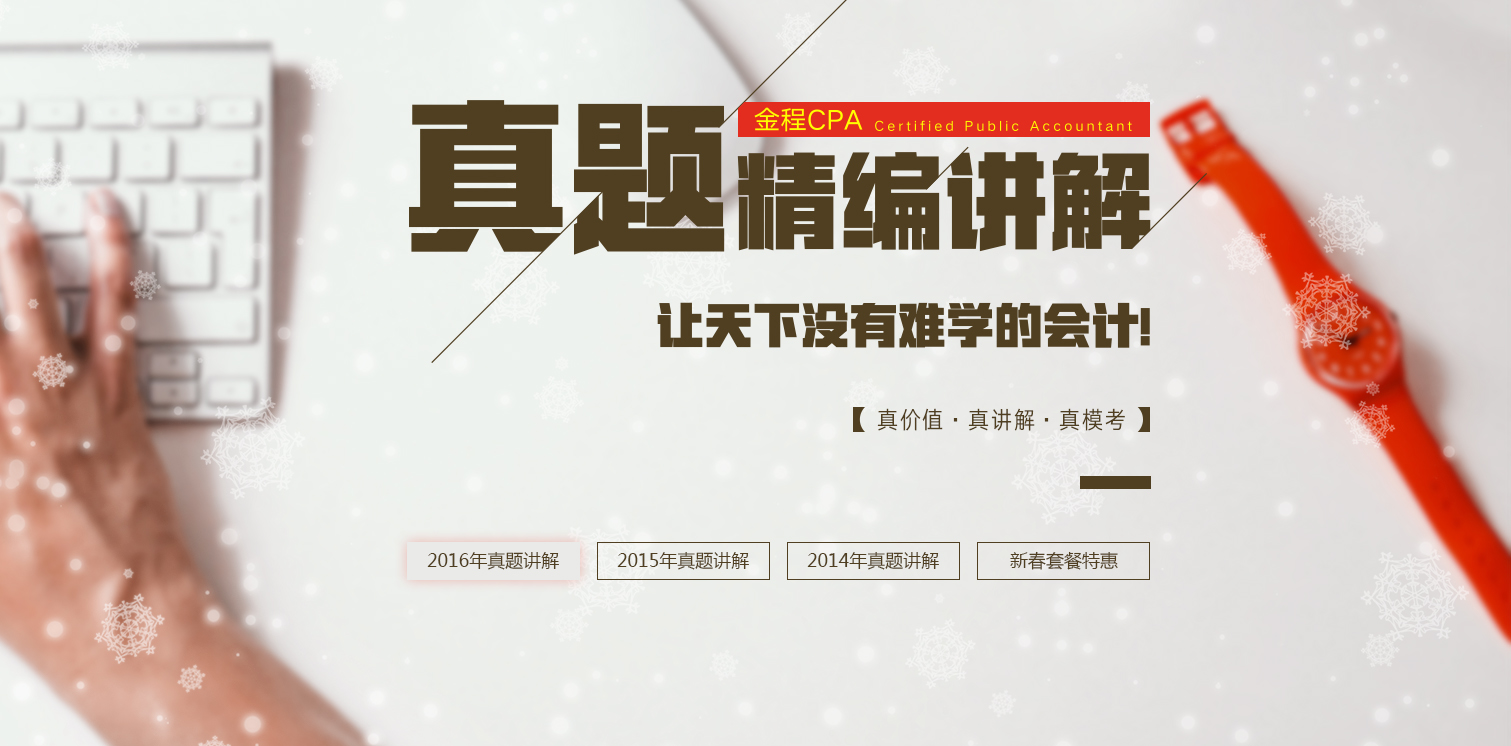 真题
金程CPA Certified Public Accountant
精编讲解
让天下没有难学的会计!
【 真价值·真讲解·真模考 】
2016年真题讲解 2015年真题讲解 2014年真题讲解 新春套餐特惠